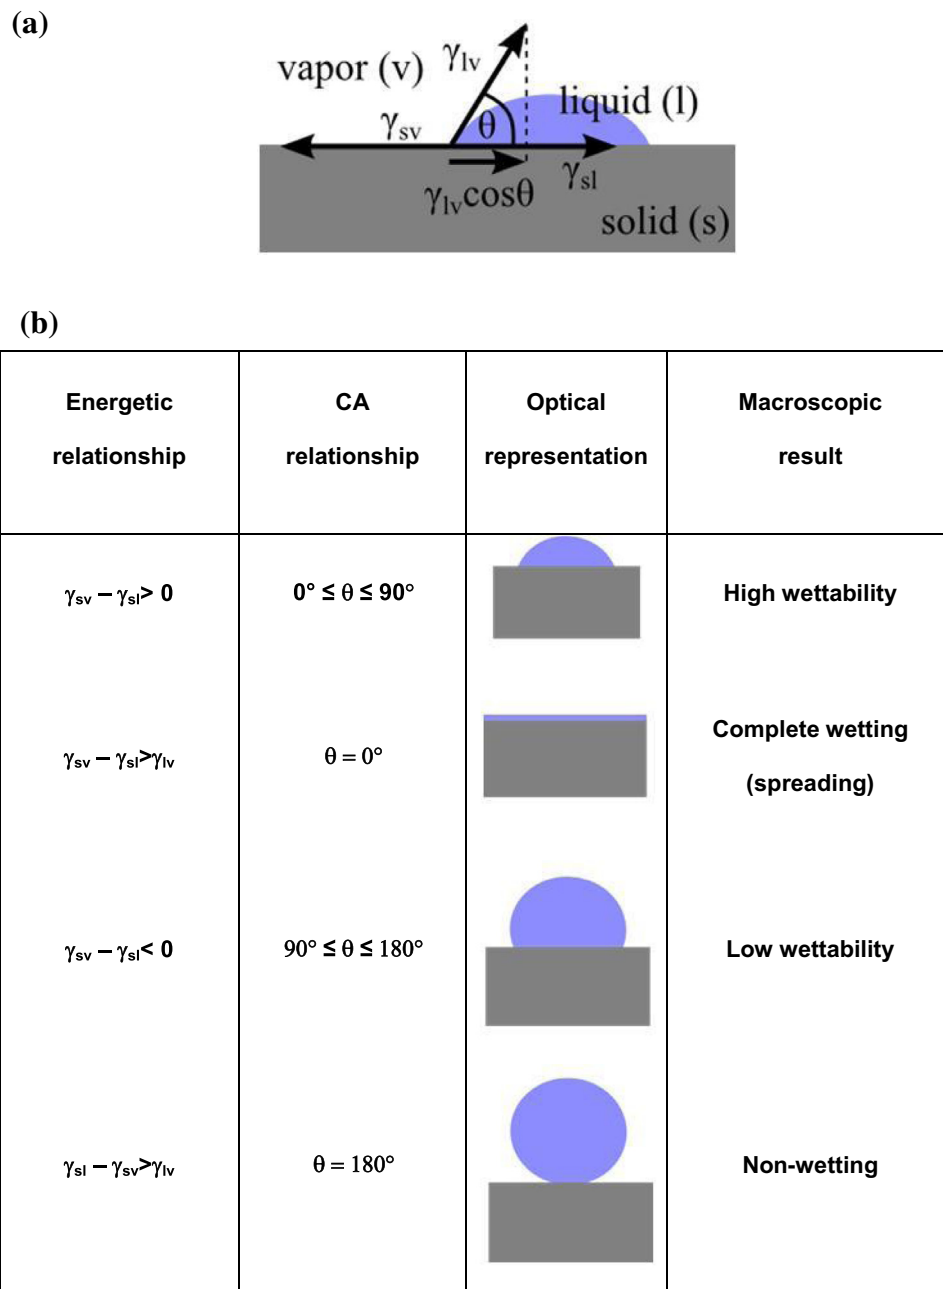 (a)
vapor (v)
γlv
liquid (l)
γsv
θ
γsl
γlvcosθ
solid (s)
(b)
Energetic relationship
CA relationship
Optical representation
Macroscopic result
γsv – γsl> 0
0° ≤ θ ≤ 90°
High wettability
γsv – γsl>γlv
θ = 0°
Complete wetting (spreading)
γsv – γsl< 0
90° ≤ θ ≤ 180°
Low wettability
γsl – γsv>γlv
θ = 180°
Non-wetting